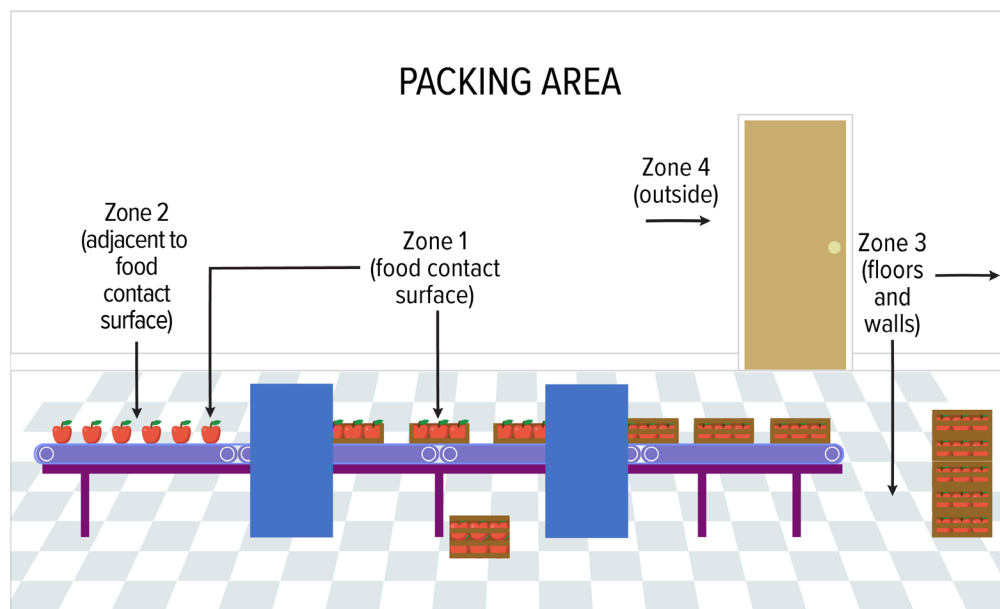 PACKING AREA
Zone 4
(outside)
Zone 2
(adjacent to
food
contact
surface)
Zone 1
(food contact
surface)
Zone 3
(floors
and
walls)